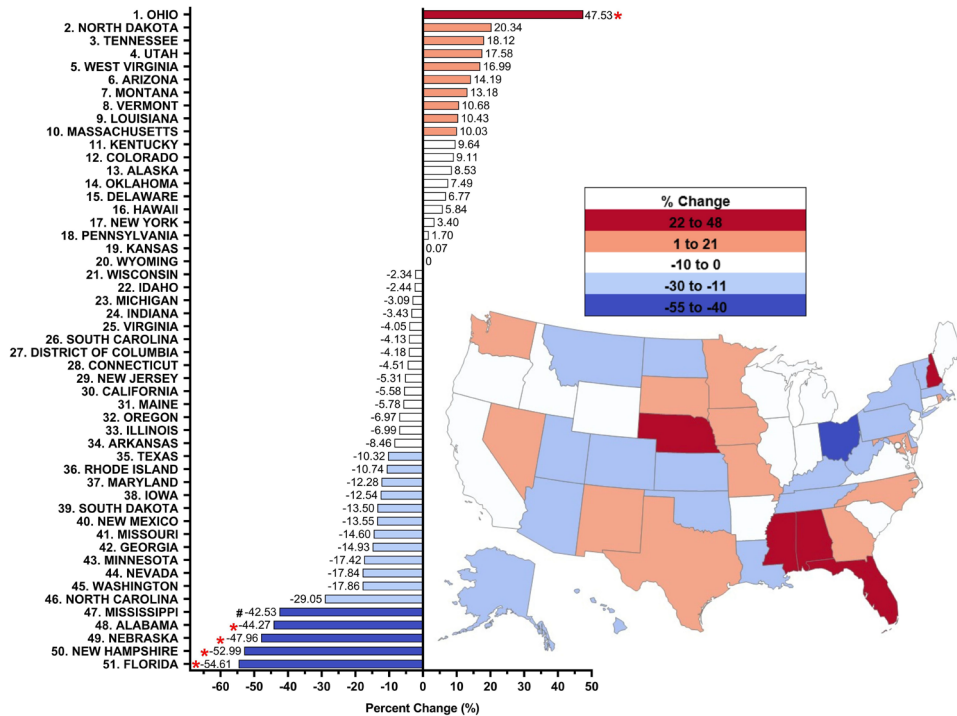 1. OHIO 47.53 *
2. NORTH DAKOTA 20.34
3. TENNESSEE 18.12
4. UTAH 17.58
5. WEST VIRGINIA 16.99
6. ARIZONA 14.19
7. MONTANA 13.18
8. VERMONT 10.68
9. LOUISIANA 10.43
10. MASSACHUSETTS 10.03
11. KENTUCKY 9.64
12. COLORADO 9.11
13. ALASKA 8.53
14. OKLAHOMA 7.49
15. DELAWARE 6.77
16. HAWAII 5.84
17. NEW YORK 3.40
18. PENNSYLVANIA 1.70
19. KANSAS 0.07
20. WYOMING 0
21. WISCONSIN -2.34
22. IDAHO -2.44
23. MICHIGAN -3.09
24. INDIANA -3.43
25. VIRGINIA -4.05
26. SOUTH CAROLINA -4.13
27. DISTRICT OF COLUMBIA -4.18
28. CONNECTICUT -4.51
29. NEW JERSEY -5.31
30. CALIFORNIA -5.58
31. MAINE -5.78
32. OREGON -6.97
33. ILLINOIS -6.99
34. ARKANSAS -8.46
35. TEXAS -10.32
36. RHODE ISLAND -10.74
37. MARYLAND -12.28
38. IOWA -12.54
39. SOUTH DAKOTA -13.50
40. NEW MEXICO -13.55
41. MISSOURI -14.60
42. GEORGIA -14.93
43. MINNESOTA -17.42
44. NEVADA -17.84
45. WASHINGTON -17.86
46. NORTH CAROLINA -29.05
47. MISSISSIPPI # -42.53
48. ALABAMA * -44.27
49. NEBRASKA * -47.96
50. NEW HAMPSHIRE * -52.99
51. FLORIDA * -54.61
-60 -50 -40 -30 -20 -10 0 10 20 30 40 50
Percent Change (%)
% Change
22 to 48
1 to 21
-10 to 0
-30 to -11
-55 to -40